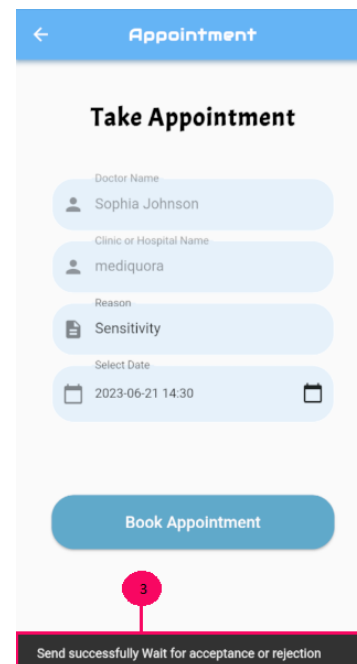 Appointment
Take Appointment
Doctor Name
Sophia Johnson
Clinic or Hospital Name
mediquora
Reason
Sensitivity
Select Date
2023-06-21 14:30
Book Appointment
3
Send successfully Wait for acceptance or rejection